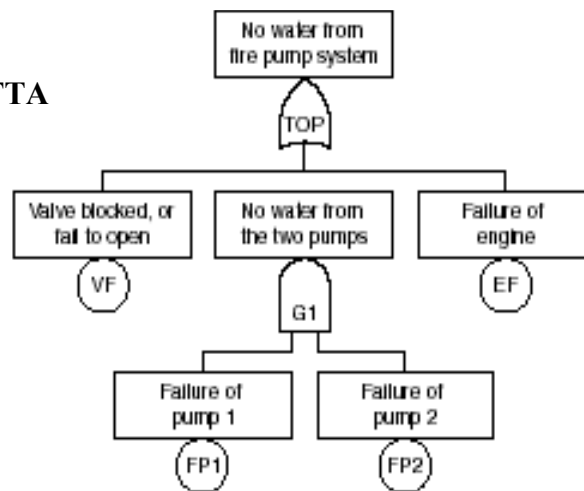 No water from
fire pump system
FTA
TOP
Valve blocked, or
fail to open
No water from
the two pumps
Failure of
engine
VF
EF
G1
Failure of
pump 1
Failure of
pump 2
FP1
FP2